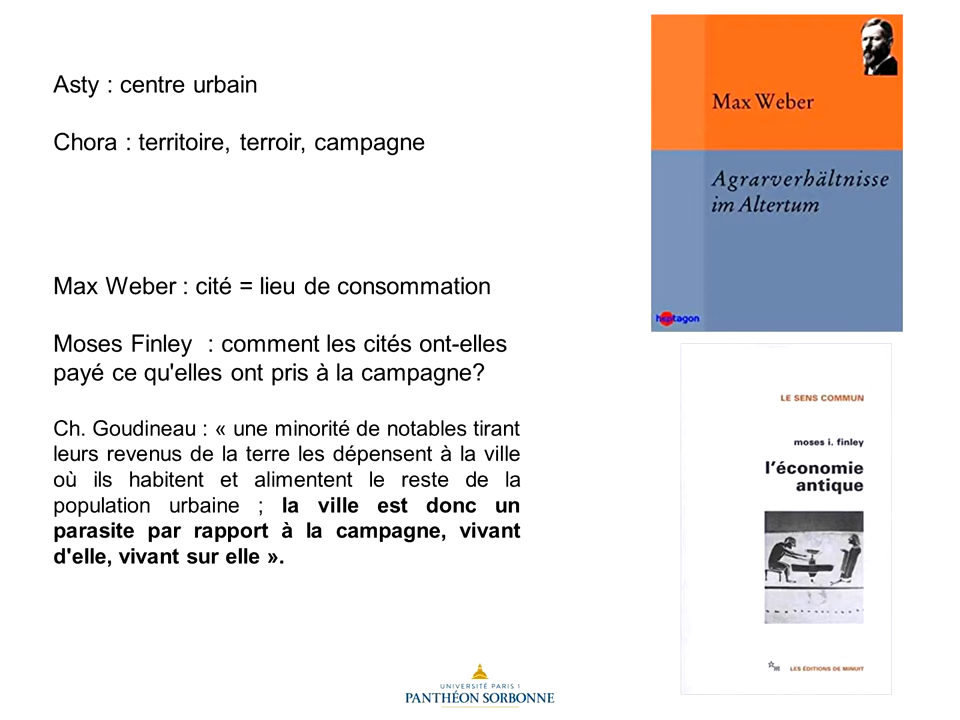 Asty : centre urbain
Chora : territoire, terroir, campagne
Max Weber : cité = lieu de consommation
Moses Finley  : comment les cités ont-elles
payé ce qu'elles ont pris à la campagne?
Ch. Goudineau : « une minorité de notables tirant
leurs revenus de la terre les dépensent à la ville
où ils habitent et alimentent le reste de la
population urbaine ; la ville est donc un
parasite par rapport à la campagne, vivant
d'elle, vivant sur elle ».
Max Weber
Agrarverhältnisse
im Altertum
heptagon
LE SENS COMMUN
moses i. finley
l'économie
antique
LES ÉDITIONS DE MINUIT
UNIVERSITÉ PARIS 1
PANTHÉON SORBONNE